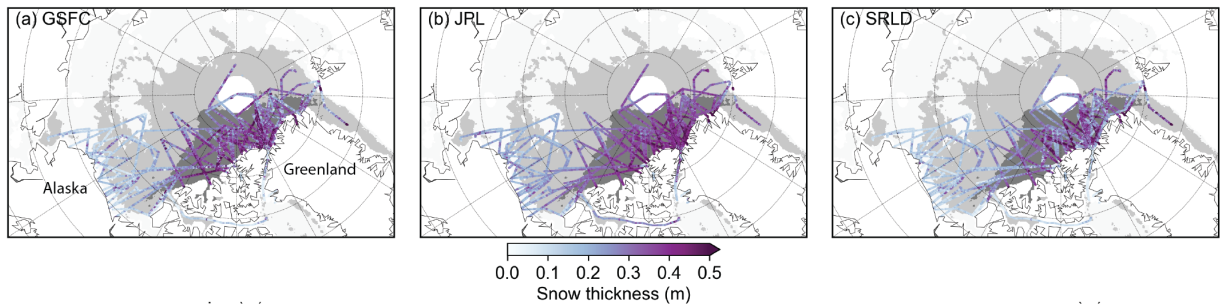 (a) GSFC
(b) JPL
(c) SRLD
Greenland
Alaska
0.0 0.1 0.2 0.3 0.4 0.5
Snow thickness (m)